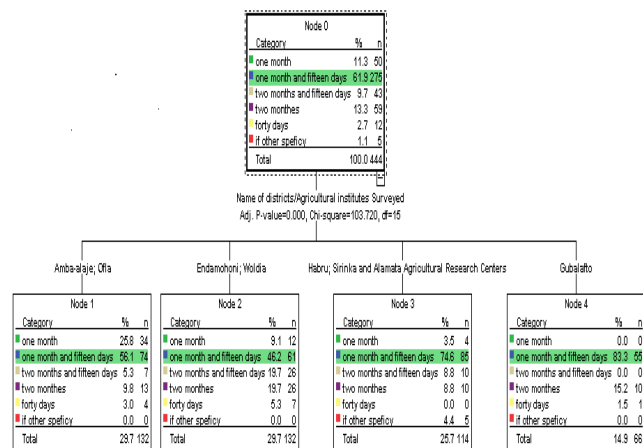 Node 0
Category % n
one month 11.3 50
one month and fifteen days 61.9 275
two months and fifteen days 9.7 43
two monthes 13.3 59
forty days 2.7 12
if other speficy 1.1 5
Total 100.0 444
Name of districts/Agricultural institutes Surveyed
Adj. P-value=0.000, Chi-square=103.720, df=15
Amba-alaje; Ofla
Endamohoni; Woldia
Habru; Sirinka and Alamata Agricultural Research Centers
Gubalafto
Node 1
Category % n
one month 25.8 34
one month and fifteen days 56.1 74
two months and fifteen days 5.3 7
two monthes 9.8 13
forty days 3.0 4
if other speficy 0.0 0
Total 29.7 132
Node 2
Category % n
one month 9.1 12
one month and fifteen days 46.2 61
two months and fifteen days 19.7 26
two monthes 19.7 26
forty days 5.3 7
if other speficy 0.0 0
Total 29.7 132
Node 3
Category % n
one month 3.5 4
one month and fifteen days 74.6 85
two months and fifteen days 8.8 10
two monthes 8.8 10
forty days 0.0 0
if other speficy 4.4 5
Total 25.7 114
Node 4
Category % n
one month 0.0 0
one month and fifteen days 83.3 55
two months and fifteen days 0.0 0
two monthes 15.2 10
forty days 1.5 1
if other speficy 0.0 0
Total 14.9